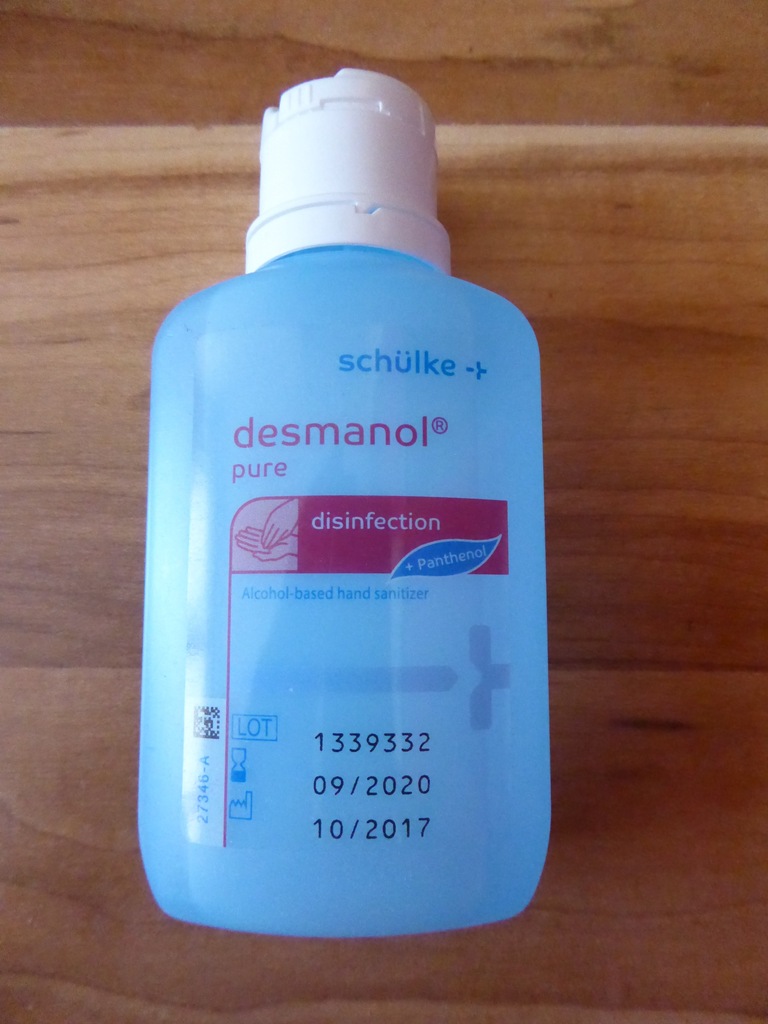 schülke -+
desmanol®
pure
disinfection
+ Panthenol
Alcohol-based hand sanitizer
LOT 1339332
09/2020
10/2017
27346-A